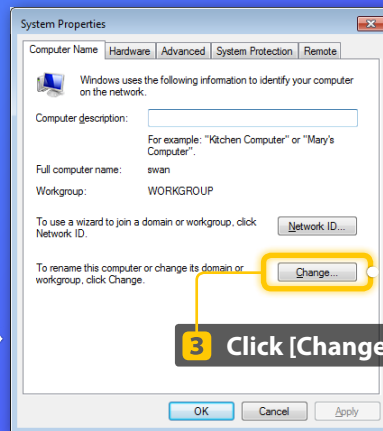 System Properties
Computer Name Hardware Advanced System Protection Remote
Windows uses the following information to identify your computer
on the network.
Computer description:
For example: "Kitchen Computer" or "Mary's
Computer".
Full computer name: swan
Workgroup: WORKGROUP
To use a wizard to join a domain or workgroup, click
Network ID.
Network ID...
To rename this computer or change its domain or
workgroup, click Change.
Change...
3 Click [Change
OK Cancel Apply